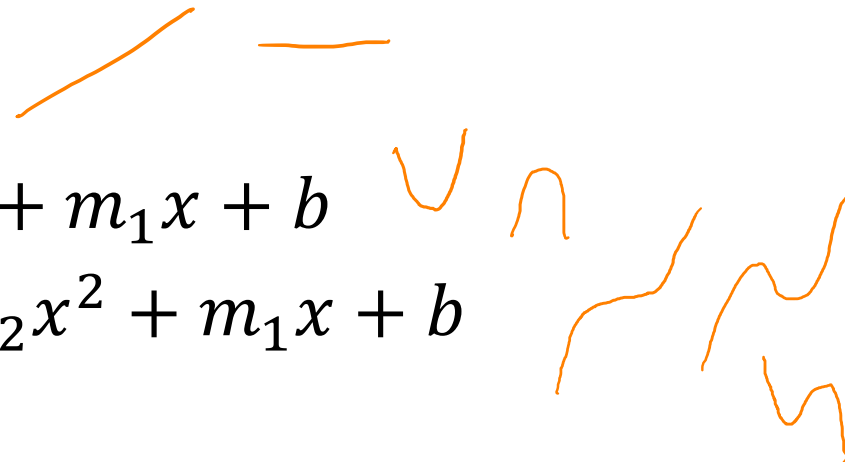 + m₁x + b
₂x² + m₁x + b